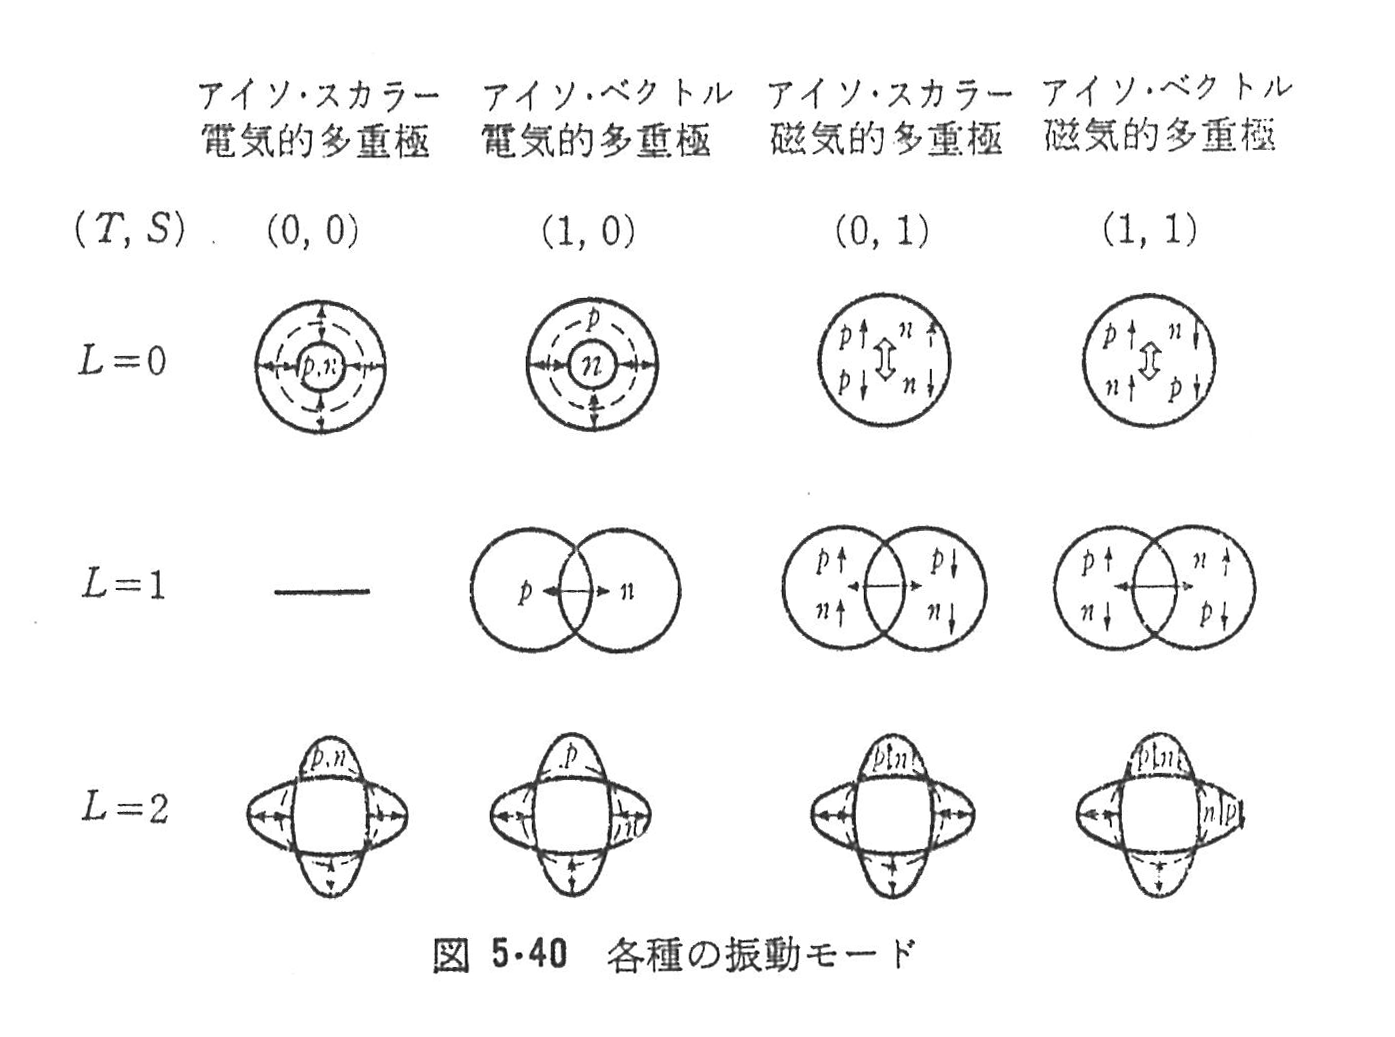 アイソ・スカラー アイソ・ベクトル アイソ・スカラー アイソ・ベクトル
電気的多重極 電気的多重極 磁気的多重極 磁気的多重極
(T, S) (0, 0) (1, 0) (0, 1) (1, 1)
L=0
p,n
p
n
p↑ n↑
p↓ n↓
p↑ n↓
n↑ p↓
L=1
p n
p↑ p↓
n↑ n↓
p↑ n↑
n↓ p↓
L=2
p,n
p
n
p n
p n
n p
図 5・40 各種の振動モード